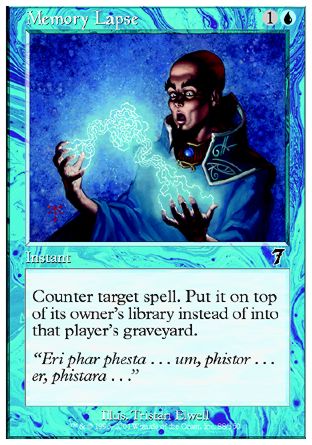 Memory Lapse 1
Instant 7
Counter target spell. Put it on top
of its owner's library instead of into
that player's graveyard.
"Eri phar phesta . . . um, phistor . . .
er, phistara . . ."
Illus. Tristan Elwell